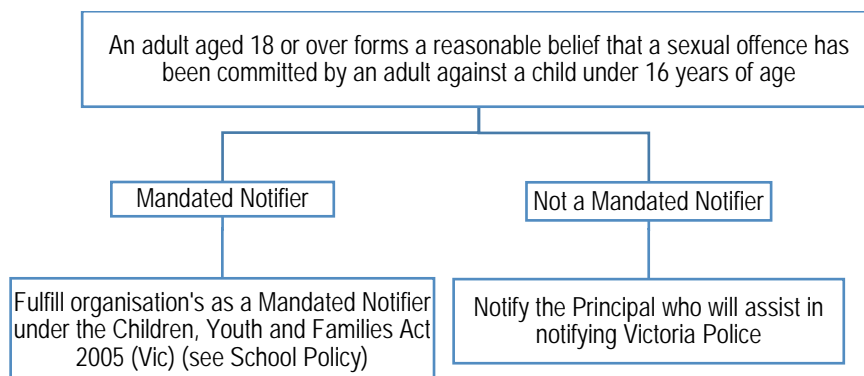 An adult aged 18 or over forms a reasonable belief that a sexual offence has
been committed by an adult against a child under 16 years of age
Mandated Notifier
Not a Mandated Notifier
Fulfill organisation's as a Mandated Notifier
under the Children, Youth and Families Act
2005 (Vic) (see School Policy)
Notify the Principal who will assist in
notifying Victoria Police